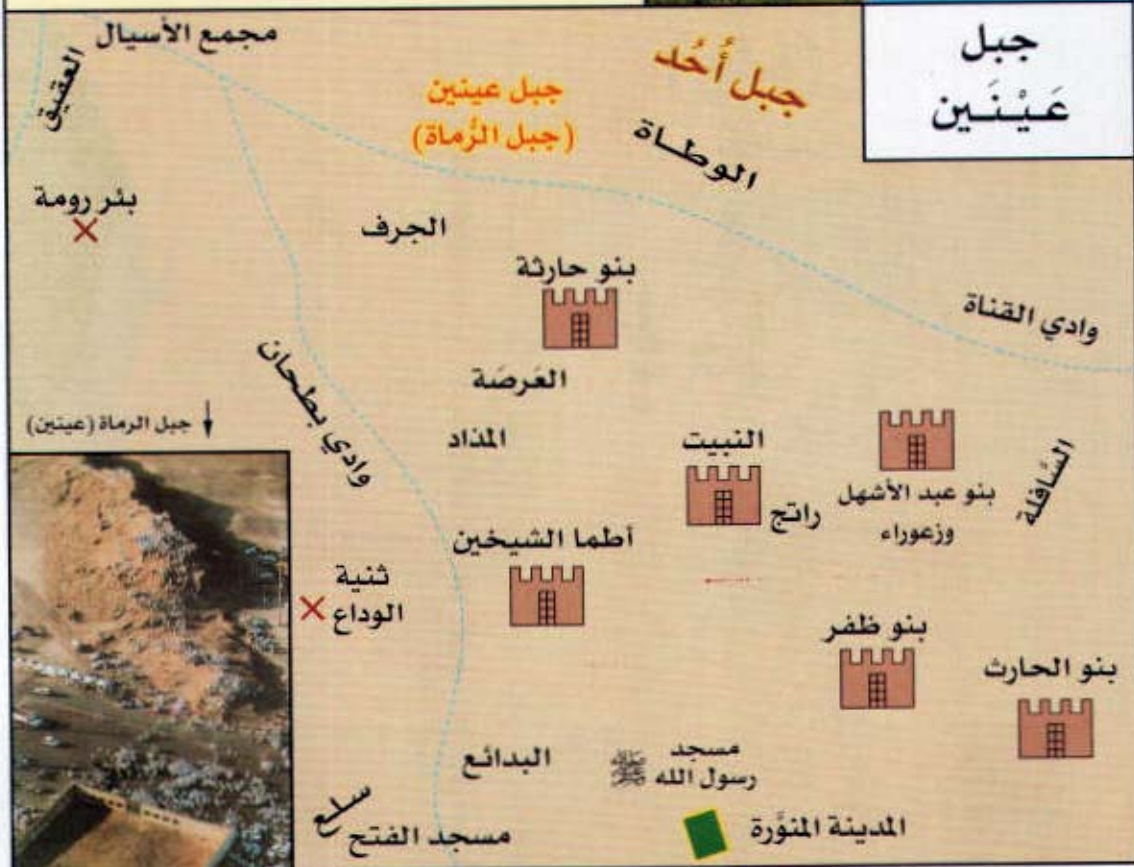 جبل
عَيْنَين
مجمع الأسيال
العقيق
جبل أُحُد
جبل عينين
(جبل الرُّماة)
الوطاة
بئر رومة
الجرف
بنو حارثة
وادي القناة
العَرصَة
وادي بطحان
جبل الرماة (عينين)
المذاد
النبيت
راتج
بنو عبد الأشهل
وزعوراء
السَّافلة
أطما الشيخين
ثنية
الوداع
بنو ظفر
بنو الحارث
البدائع
مسجد
رسول الله ﷺ
سلع
مسجد الفتح
المدينة المنوَّرة